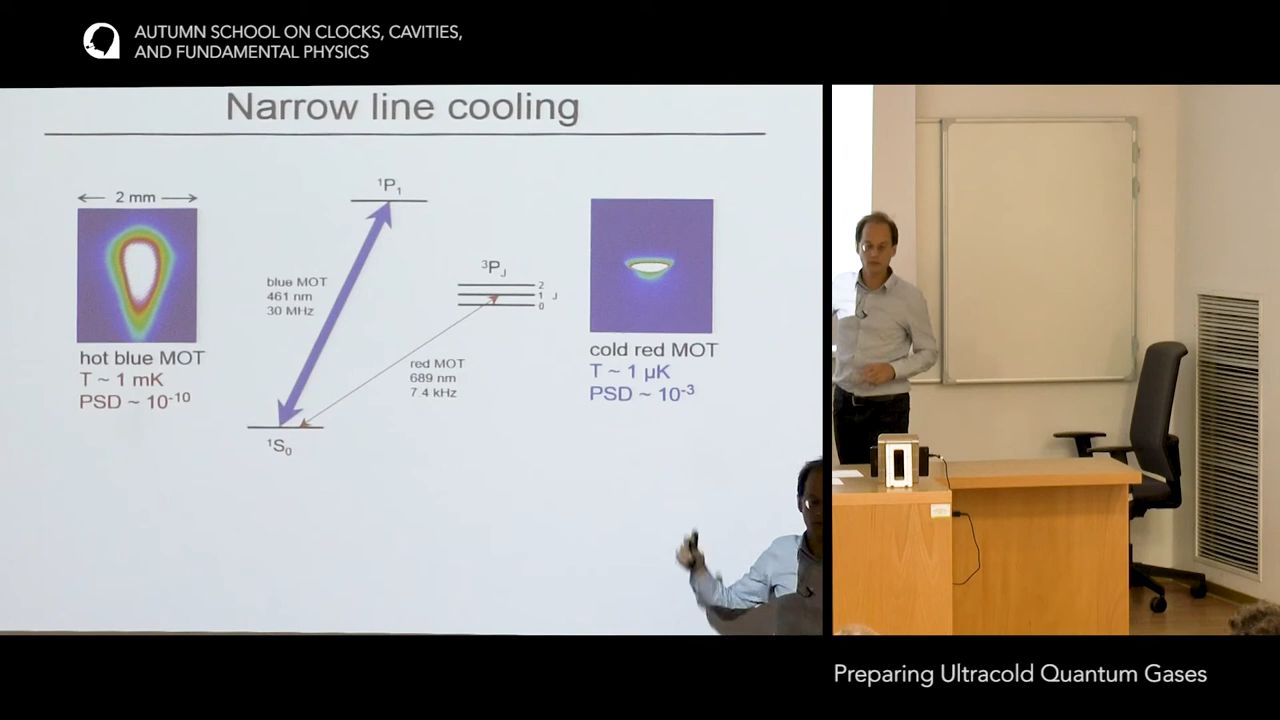 AUTUMN SCHOOL ON CLOCKS, CAVITIES,
AND FUNDAMENTAL PHYSICS
Narrow line cooling
2 mm
¹P₁
blue MOT
461 nm
30 MHz
³P_J
2
1 J
0
red MOT
689 nm
7.4 kHz
¹S₀
hot blue MOT
T ~ 1 mK
PSD ~ 10⁻¹⁰
cold red MOT
T ~ 1 µK
PSD ~ 10⁻³
Preparing Ultracold Quantum Gases